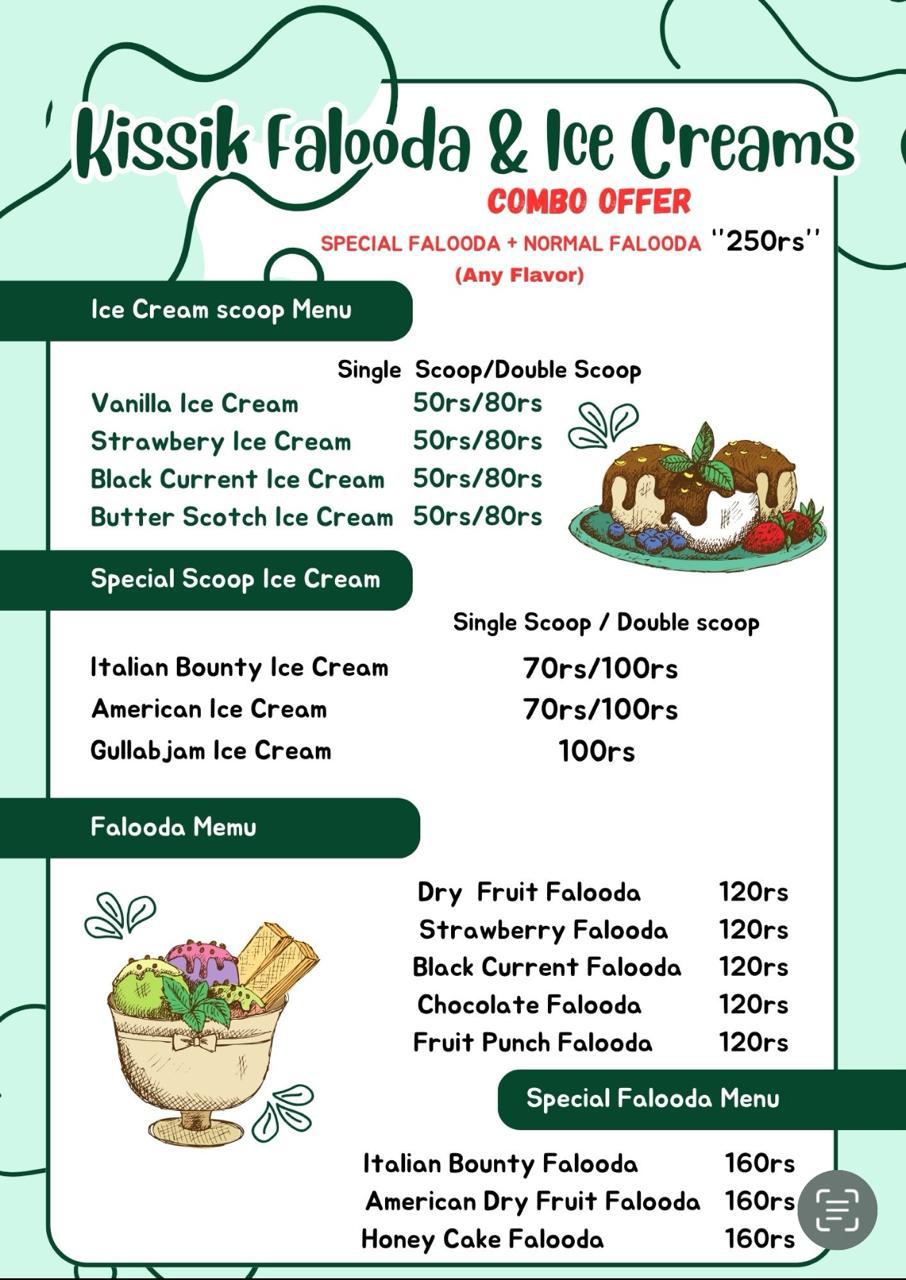 Kissik Falooda & Ice Creams
COMBO OFFER
SPECIAL FALOODA + NORMAL FALOODA ''250rs''
(Any Flavor)
Ice Cream scoop Menu
Single Scoop/Double Scoop
Vanilla Ice Cream 50rs/80rs
Strawbery Ice Cream 50rs/80rs
Black Current Ice Cream 50rs/80rs
Butter Scotch Ice Cream 50rs/80rs
Special Scoop Ice Cream
Single Scoop / Double scoop
Italian Bounty Ice Cream 70rs/100rs
American Ice Cream 70rs/100rs
Gullabjam Ice Cream 100rs
Falooda Memu
Dry Fruit Falooda 120rs
Strawberry Falooda 120rs
Black Current Falooda 120rs
Chocolate Falooda 120rs
Fruit Punch Falooda 120rs
Special Falooda Menu
Italian Bounty Falooda 160rs
American Dry Fruit Falooda 160rs
Honey Cake Falooda 160rs